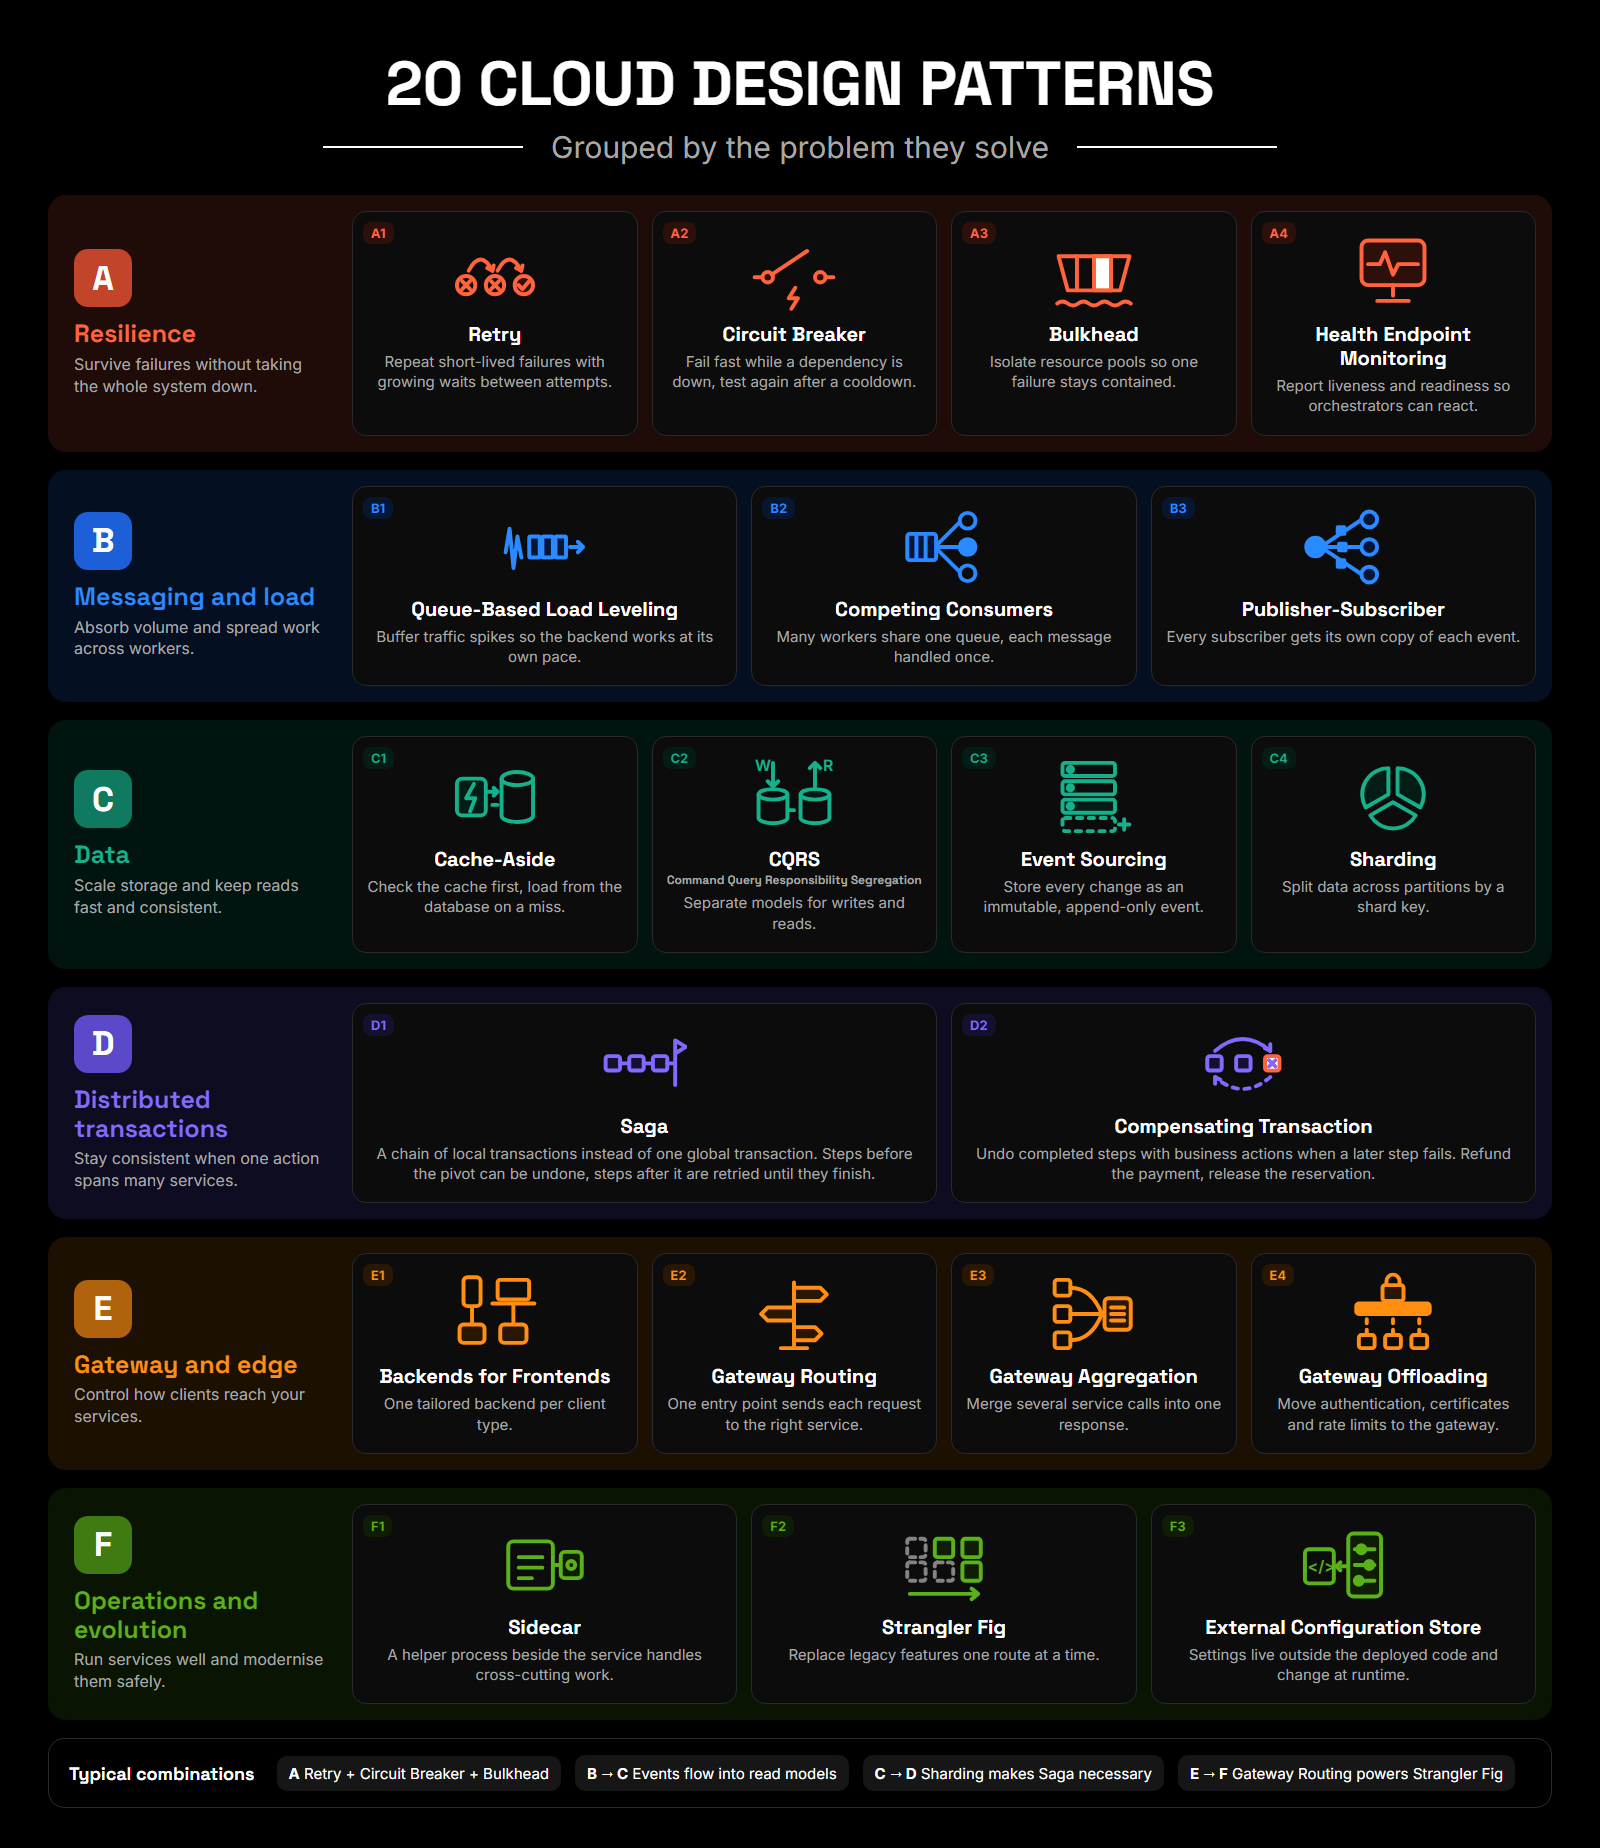 20 CLOUD DESIGN PATTERNS
Grouped by the problem they solve
A
Resilience
Survive failures without taking
the whole system down.
A1
Retry
Repeat short-lived failures with
growing waits between attempts.
A2
Circuit Breaker
Fail fast while a dependency is
down, test again after a cooldown.
A3
Bulkhead
Isolate resource pools so one
failure stays contained.
A4
Health Endpoint
Monitoring
Report liveness and readiness so
orchestrators can react.
B
Messaging and load
Absorb volume and spread work
across workers.
B1
Queue-Based Load Leveling
Buffer traffic spikes so the backend works at its
own pace.
B2
Competing Consumers
Many workers share one queue, each message
handled once.
B3
Publisher-Subscriber
Every subscriber gets its own copy of each event.
C
Data
Scale storage and keep reads
fast and consistent.
C1
Cache-Aside
Check the cache first, load from the
database on a miss.
C2
W R
CQRS
Command Query Responsibility Segregation
Separate models for writes and
reads.
C3
Event Sourcing
Store every change as an
immutable, append-only event.
C4
Sharding
Split data across partitions by a
shard key.
D
Distributed
transactions
Stay consistent when one action
spans many services.
D1
Saga
A chain of local transactions instead of one global transaction. Steps before
the pivot can be undone, steps after it are retried until they finish.
D2
Compensating Transaction
Undo completed steps with business actions when a later step fails. Refund
the payment, release the reservation.
E
Gateway and edge
Control how clients reach your
services.
E1
Backends for Frontends
One tailored backend per client
type.
E2
Gateway Routing
One entry point sends each request
to the right service.
E3
Gateway Aggregation
Merge several service calls into one
response.
E4
Gateway Offloading
Move authentication, certificates
and rate limits to the gateway.
F
Operations and
evolution
Run services well and modernise
them safely.
F1
Sidecar
A helper process beside the service handles
cross-cutting work.
F2
Strangler Fig
Replace legacy features one route at a time.
F3
</>
External Configuration Store
Settings live outside the deployed code and
change at runtime.
Typical combinations
A Retry + Circuit Breaker + Bulkhead
B → C Events flow into read models
C → D Sharding makes Saga necessary
E → F Gateway Routing powers Strangler Fig